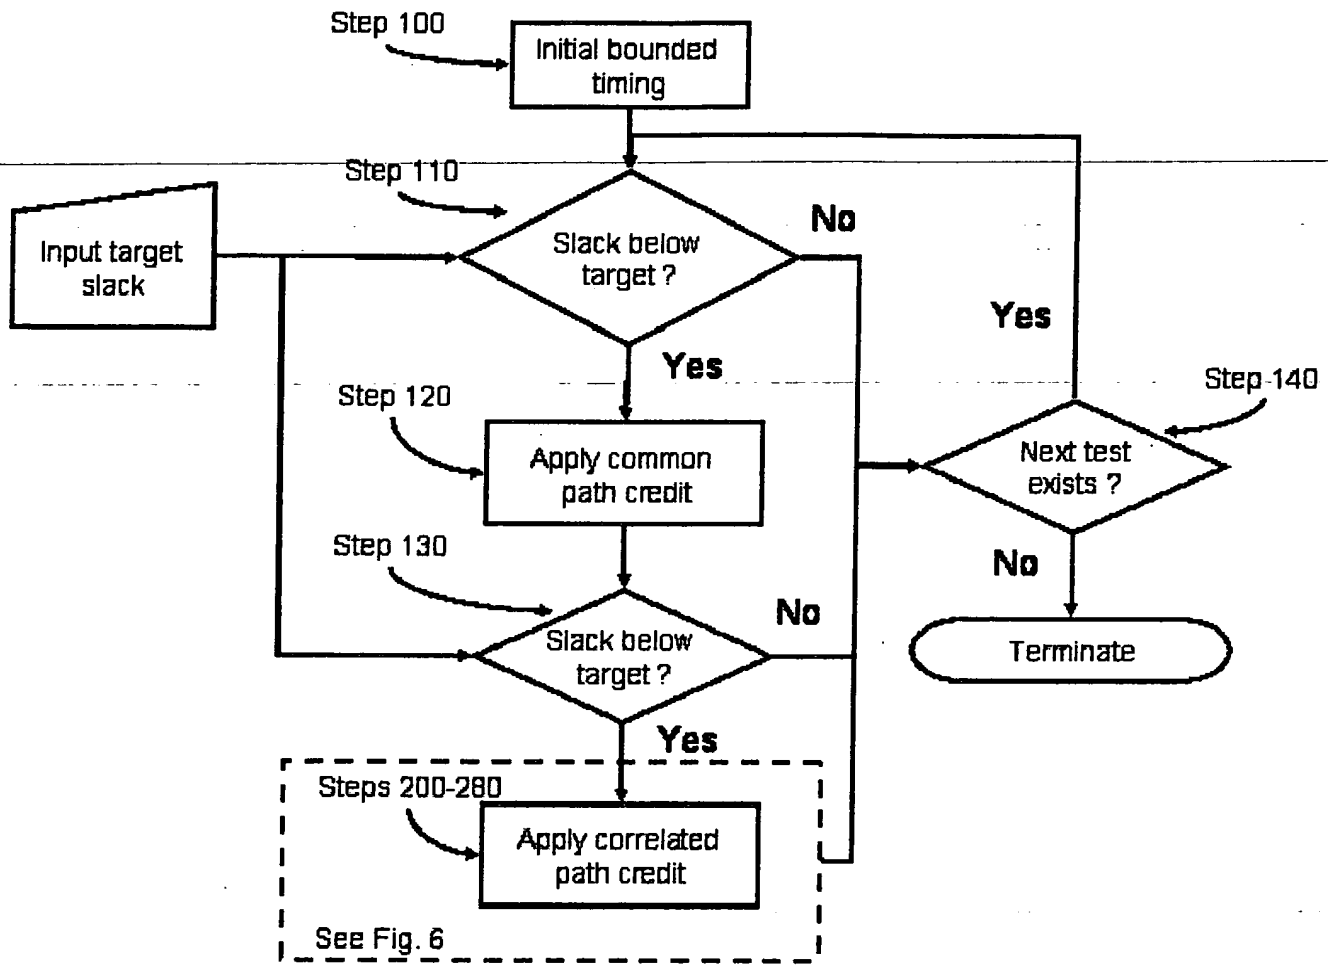 Step 100
Initial bounded
timing
Step 110
Input target
slack
Slack below
target ?
No
Yes
Yes
Step 120
Step 140
Apply common
path credit
Next test
exists ?
Step 130
No
No
Slack below
target ?
Terminate
Yes
Steps 200-280
Apply correlated
path credit
See Fig. 6